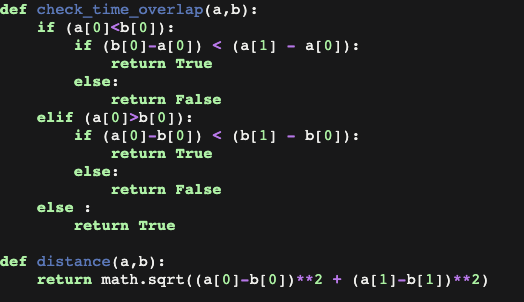 def check_time_overlap(a,b):
    if (a[0]<b[0]):
        if (b[0]-a[0]) < (a[1] - a[0]):
            return True
        else:
            return False
    elif (a[0]>b[0]):
        if (a[0]-b[0]) < (b[1] - b[0]):
            return True
        else:
            return False
    else :
        return True

def distance(a,b):
    return math.sqrt((a[0]-b[0])**2 + (a[1]-b[1])**2)